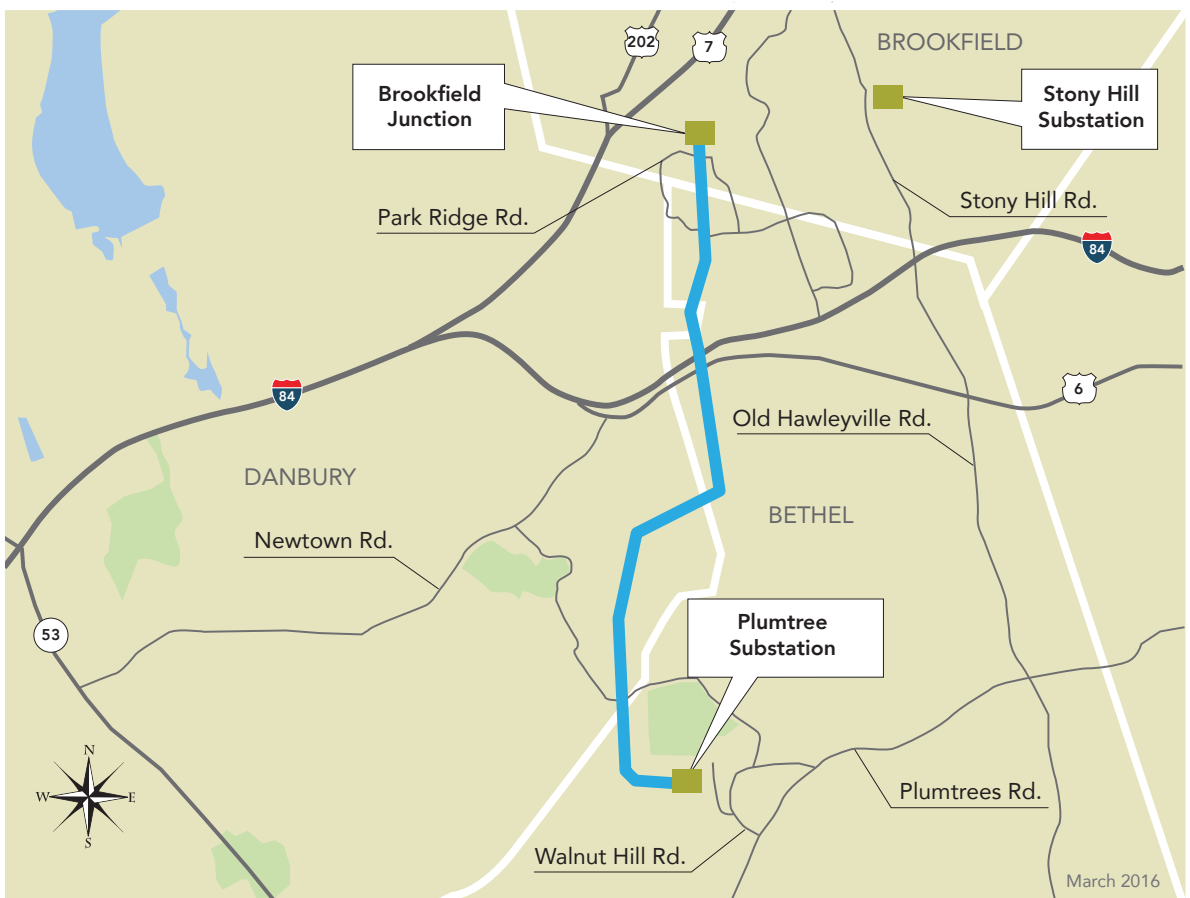 202
7
BROOKFIELD
Brookfield
Junction
Stony Hill
Substation
Park Ridge Rd.
Stony Hill Rd.
84
84
6
Old Hawleyville Rd.
DANBURY
BETHEL
Newtown Rd.
53
Plumtree
Substation
N
W
E
S
Plumtrees Rd.
Walnut Hill Rd.
March 2016